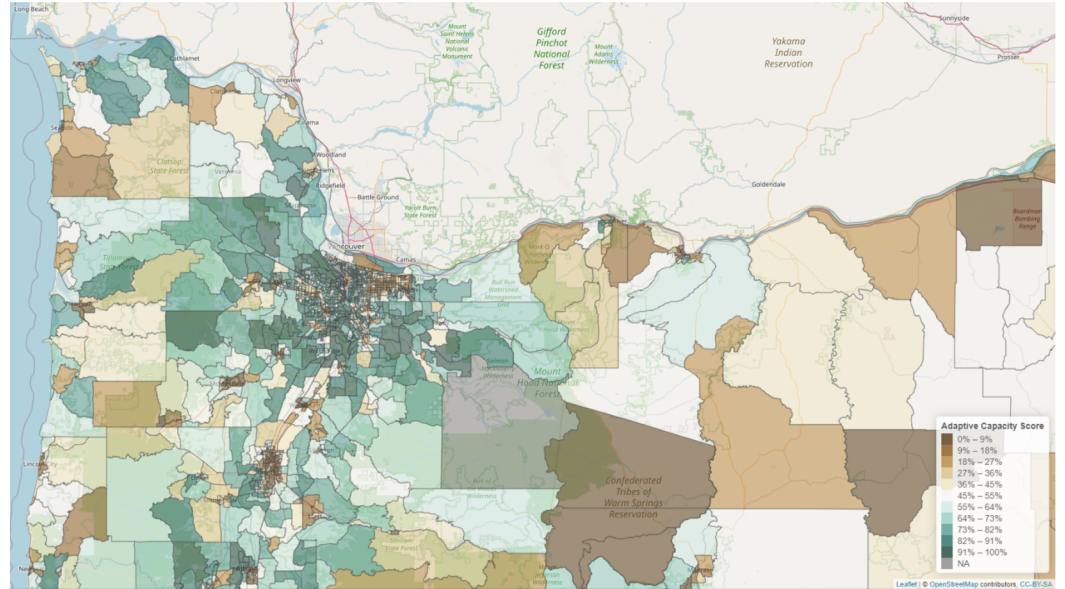 Long Beach
Cathlamet
Longview
Mount
Saint Helens
National
Volcanic
Monument
Gifford
Pinchot
National
Forest
Mount
Adams
Wilderness
Yakama
Indian
Reservation
Sunnyside
Prosser
Clatsop
State Forest
Woodland
Ridgefield
Battle Ground
Yacolt Burn
State Forest
Vancouver
Camas
Goldendale
Boardman
Bombing
Range
Bull Run
Watershed
Management
Unit
Mount
Hood National
Forest
Confederated
Tribes of
Warm Springs
Reservation
Adaptive Capacity Score
0% – 9%
9% – 18%
18% – 27%
27% – 36%
36% – 45%
45% – 55%
55% – 64%
64% – 73%
73% – 82%
82% – 91%
91% – 100%
NA
Leaflet | © OpenStreetMap contributors, CC-BY-SA